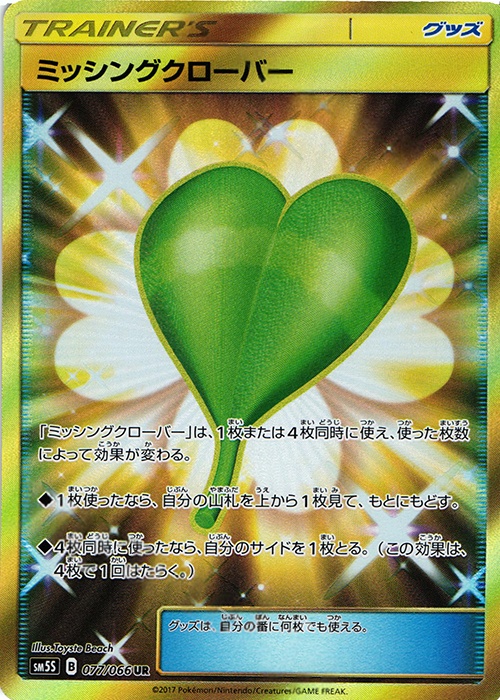 TRAINER'S
グッズ
ミッシングクローバー
「ミッシングクローバー」は、1枚または4枚同時に使え、使った枚数
によって効果が変わる。
◆1枚使ったなら、自分の山札を上から1枚見て、もとにもどす。
◆4枚同時に使ったなら、自分のサイドを1枚とる。(この効果は、
4枚で1回はたらく。)
グッズは、自分の番に何枚でも使える。
Illus.Tayste Beach
SM5S B 077/066 UR
©2017 Pokémon/Nintendo/Creatures/GAME FREAK.